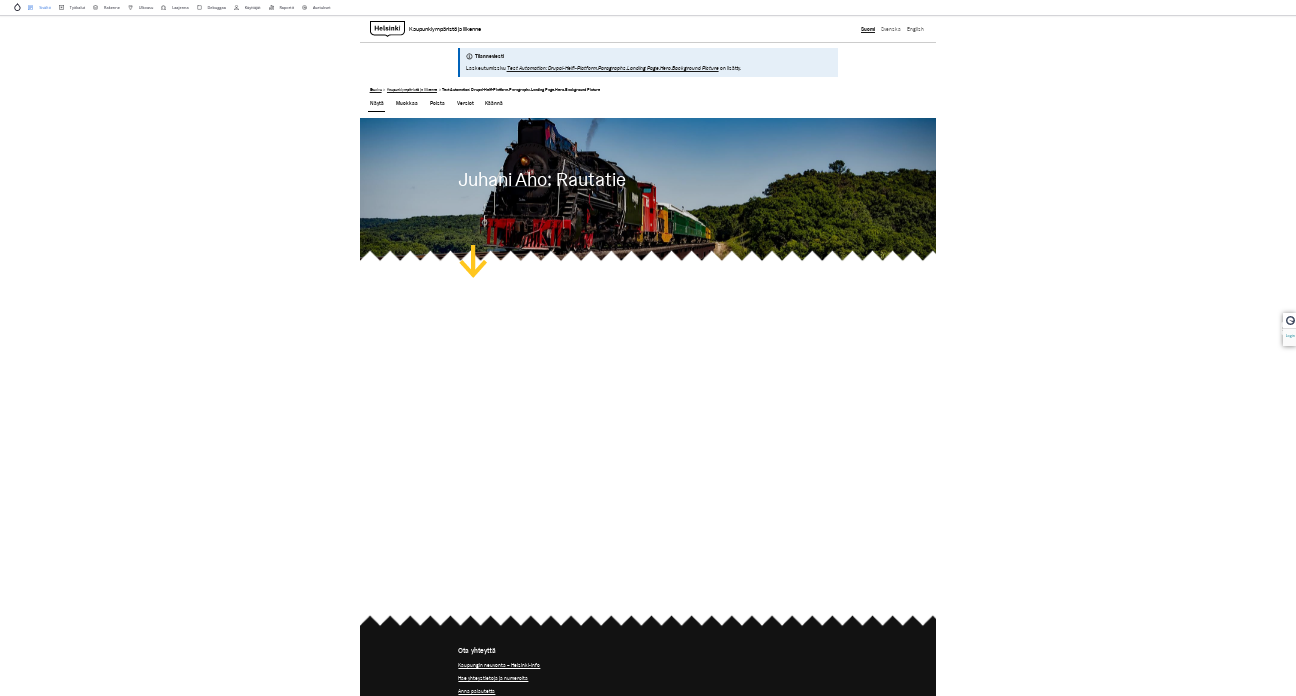 Sisältö Työkalut Rakenne Ulkoasu Laajenna Debuggaa Käyttäjät Raportit Asetukset
Helsinki Kaupunkiympäristö ja liikenne
Suomi Svenska English
Tilanneviesti
Laskeutumissivu Test Automation: Drupal-Helfi-Platform.Paragraphs.Landing Page.Hero.Background Picture on lisätty.
Etusivu > Kaupunkiympäristö ja liikenne > Test Automation: Drupal-Helfi-Platform.Paragraphs.Landing Page.Hero.Background Picture
Näytä Muokkaa Poista Versiot Käännä
Juhani Aho: Rautatie
Login
Ota yhteyttä
Kaupungin neuvonta – Helsinki-info
Hae yhteystietoja ja numeroita
Anna palautetta